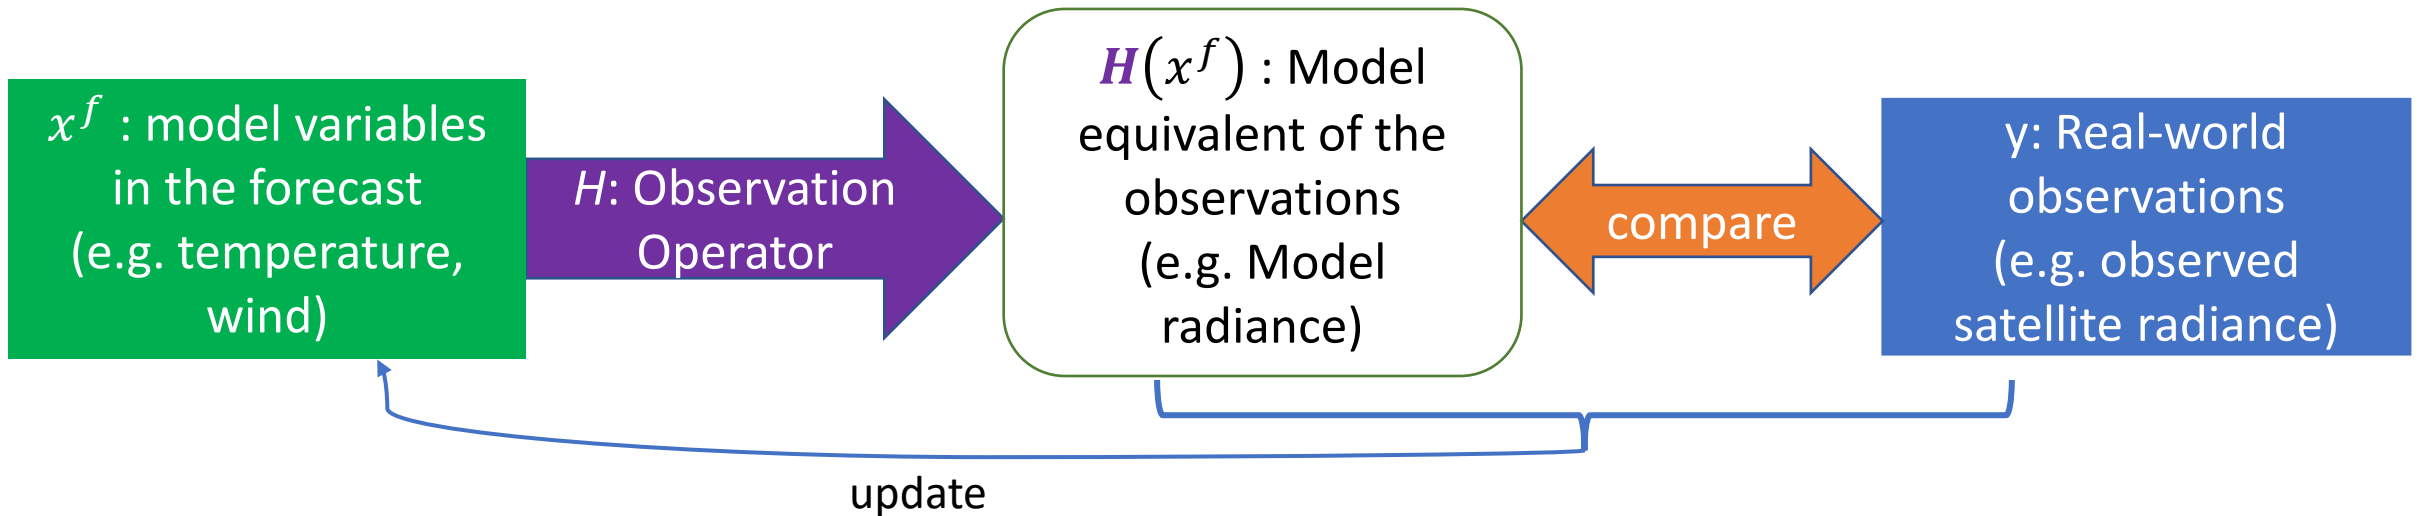 x^f : model variables
in the forecast
(e.g. temperature,
wind)
H: Observation
Operator
H(x^f) : Model
equivalent of the
observations
(e.g. Model
radiance)
compare
y: Real-world
observations
(e.g. observed
satellite radiance)
update